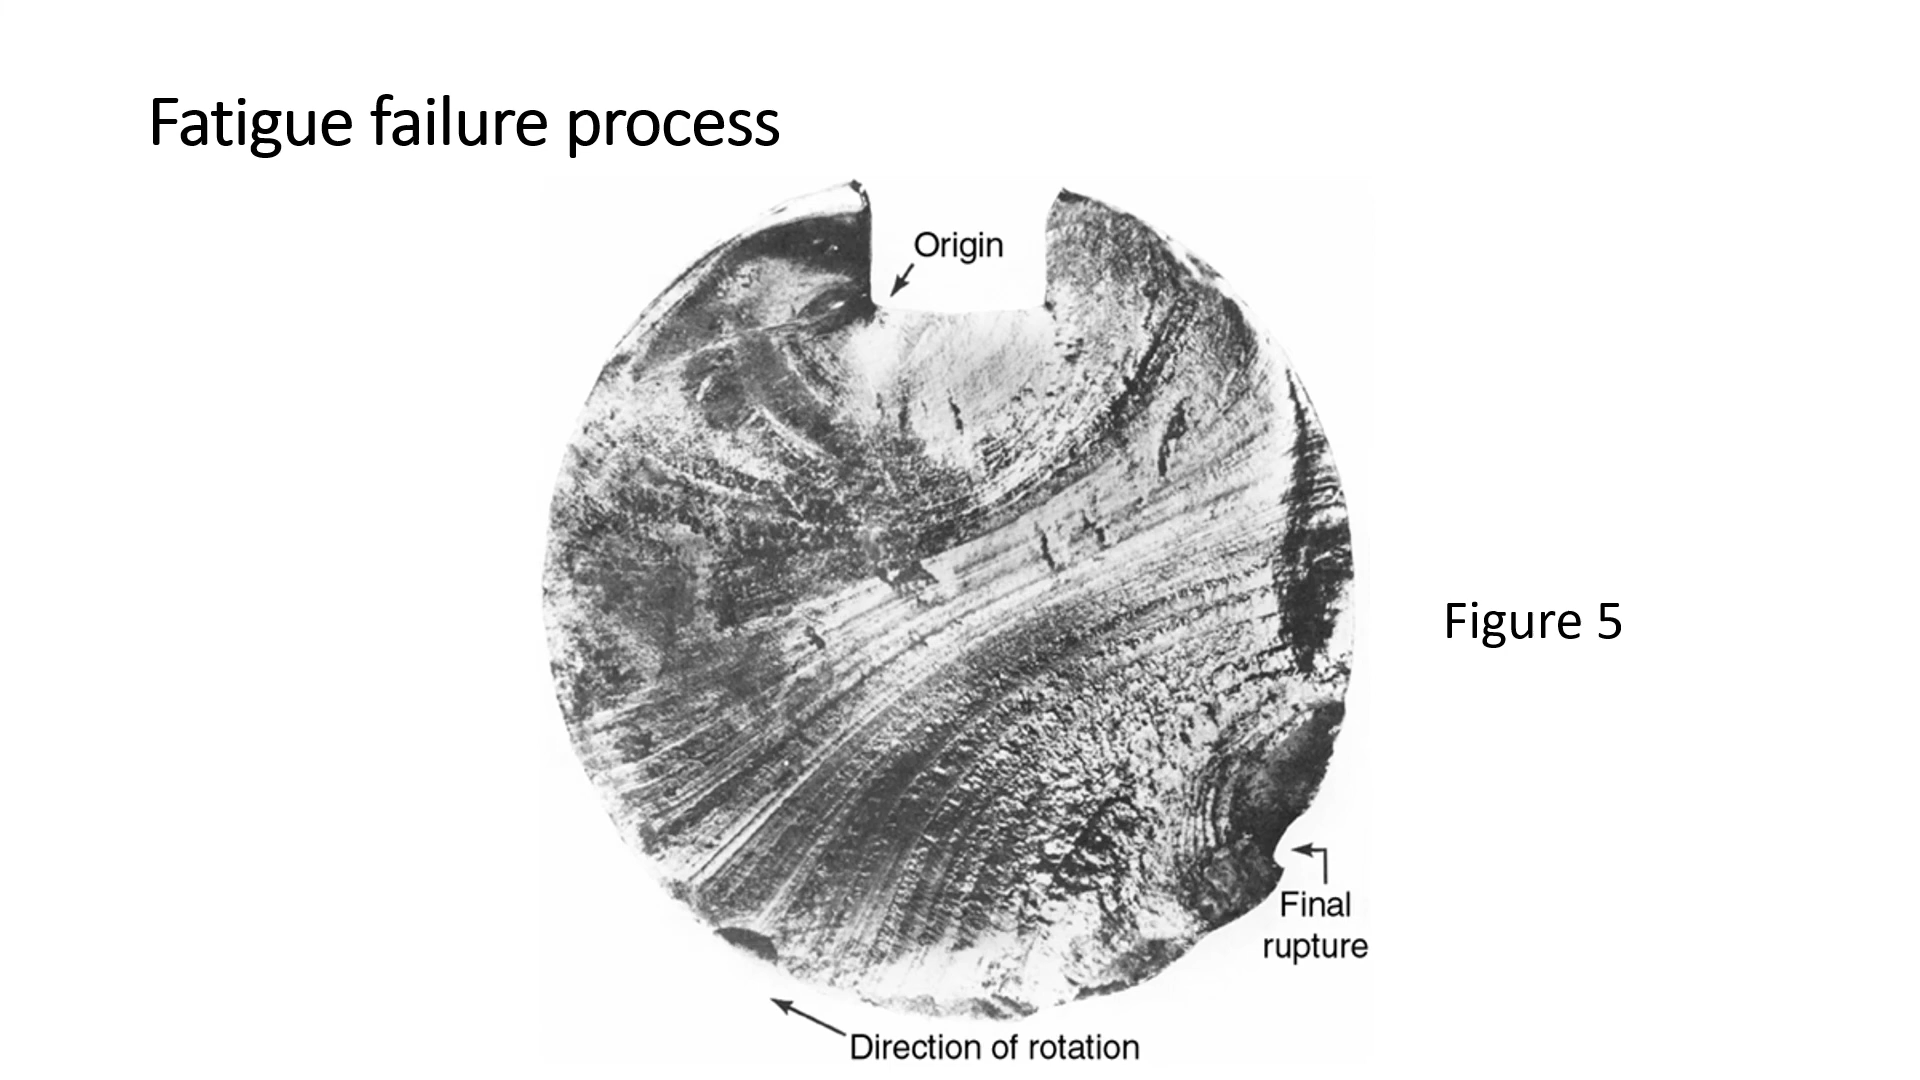 Fatigue failure process
Origin
Figure 5
Final
rupture
Direction of rotation